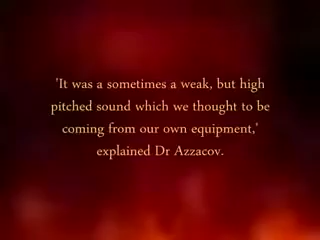 'It was a sometimes a weak, but high
pitched sound which we thought to be
coming from our own equipment,'
explained Dr Azzacov.